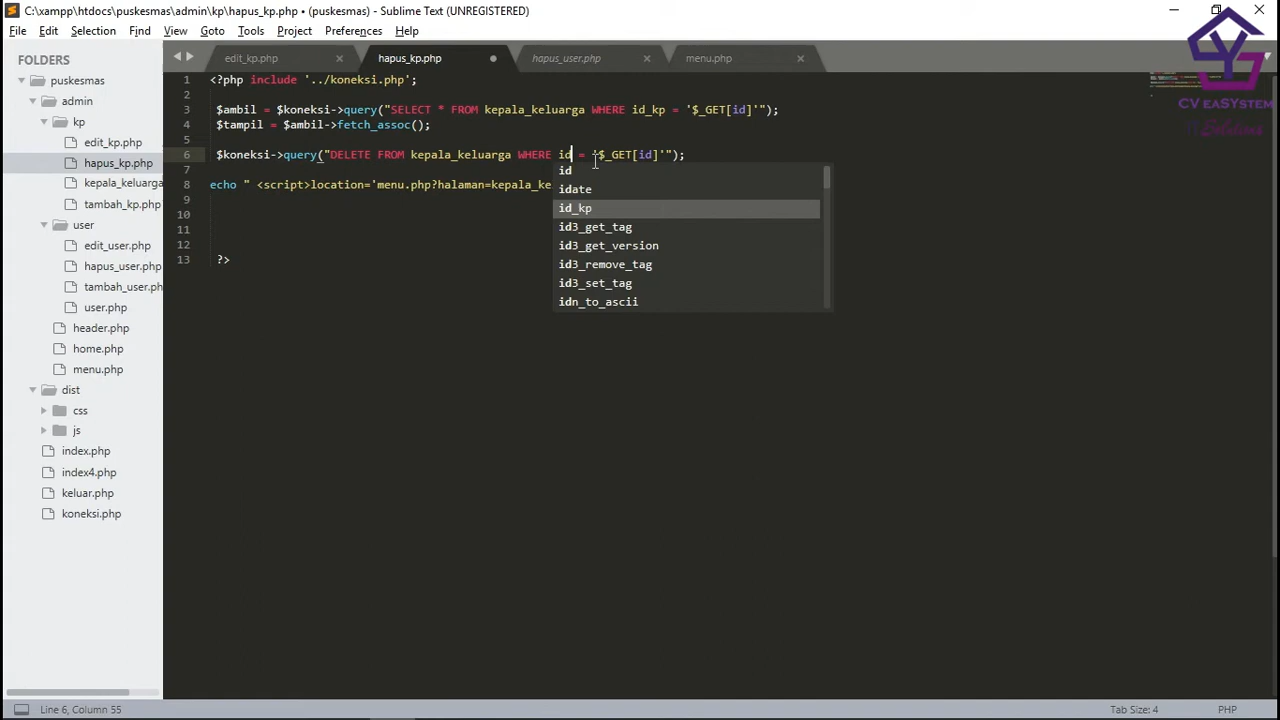 C:\xampp\htdocs\puskesmas\admin\kp\hapus_kp.php • (puskesmas) - Sublime Text (UNREGISTERED)
File Edit Selection Find View Goto Tools Project Preferences Help
FOLDERS
puskesmas
admin
kp
edit_kp.php
hapus_kp.php
kepala_keluarga
tambah_kp.php
user
edit_user.php
hapus_user.php
tambah_user.ph
user.php
header.php
home.php
menu.php
dist
css
js
index.php
index4.php
keluar.php
koneksi.php
edit_kp.php hapus_kp.php hapus_user.php menu.php
1 <?php include '../koneksi.php';
2
3 $ambil = $koneksi->query("SELECT * FROM kepala_keluarga WHERE id_kp = '$_GET[id]'");
4 $tampil = $ambil->fetch_assoc();
5
6 $koneksi->query("DELETE FROM kepala_keluarga WHERE id = '$_GET[id]'");
7
8 echo " <script>location='menu.php?halaman=kepala_ke
9
10
11
12
13 ?>
id
idate
id_kp
id3_get_tag
id3_get_version
id3_remove_tag
id3_set_tag
idn_to_ascii
CV eaSystem
IT Solutions
Line 6, Column 55
Tab Size: 4
PHP